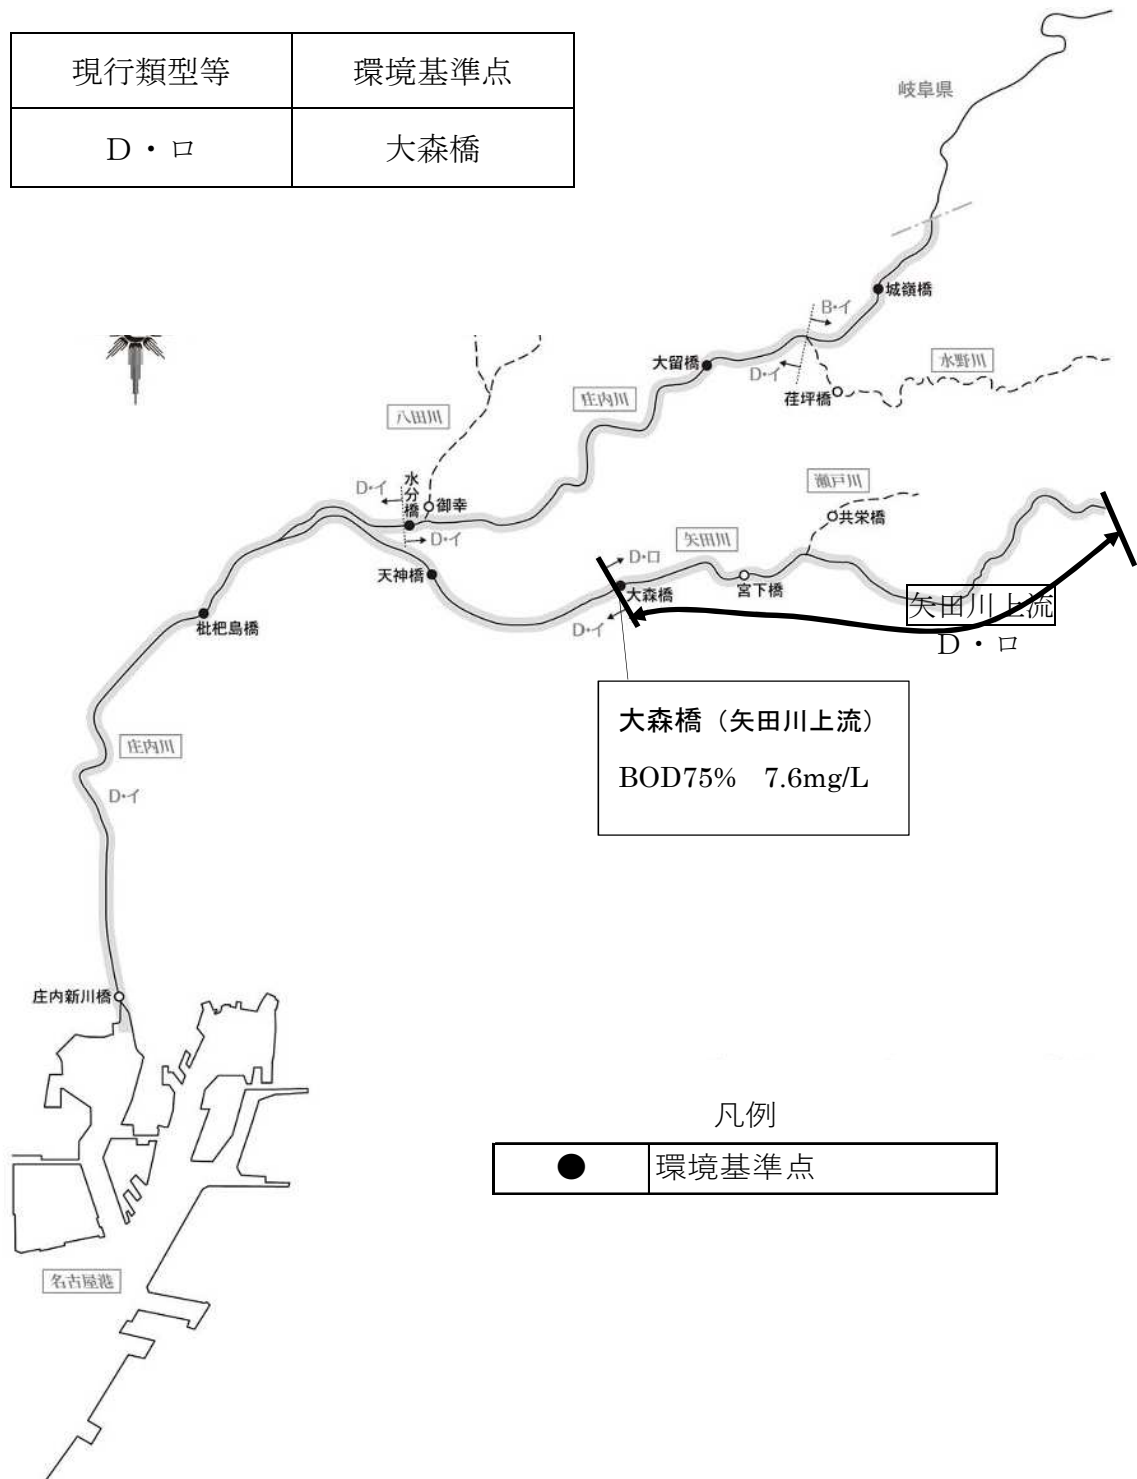 現行類型等
環境基準点
D・ロ
大森橋
岐阜県
城嶺橋
B・イ
大留橋
D・イ
水野川
荏坪橋
庄内川
八田川
D・イ
水分橋
御幸
D・イ
瀬戸川
共栄橋
矢田川
D・ロ
天神橋
大森橋
宮下橋
D・イ
矢田川上流
D・ロ
枇杷島橋
大森橋（矢田川上流）
BOD75%　7.6mg/L
庄内川
D・イ
庄内新川橋
凡例
● 環境基準点
名古屋港